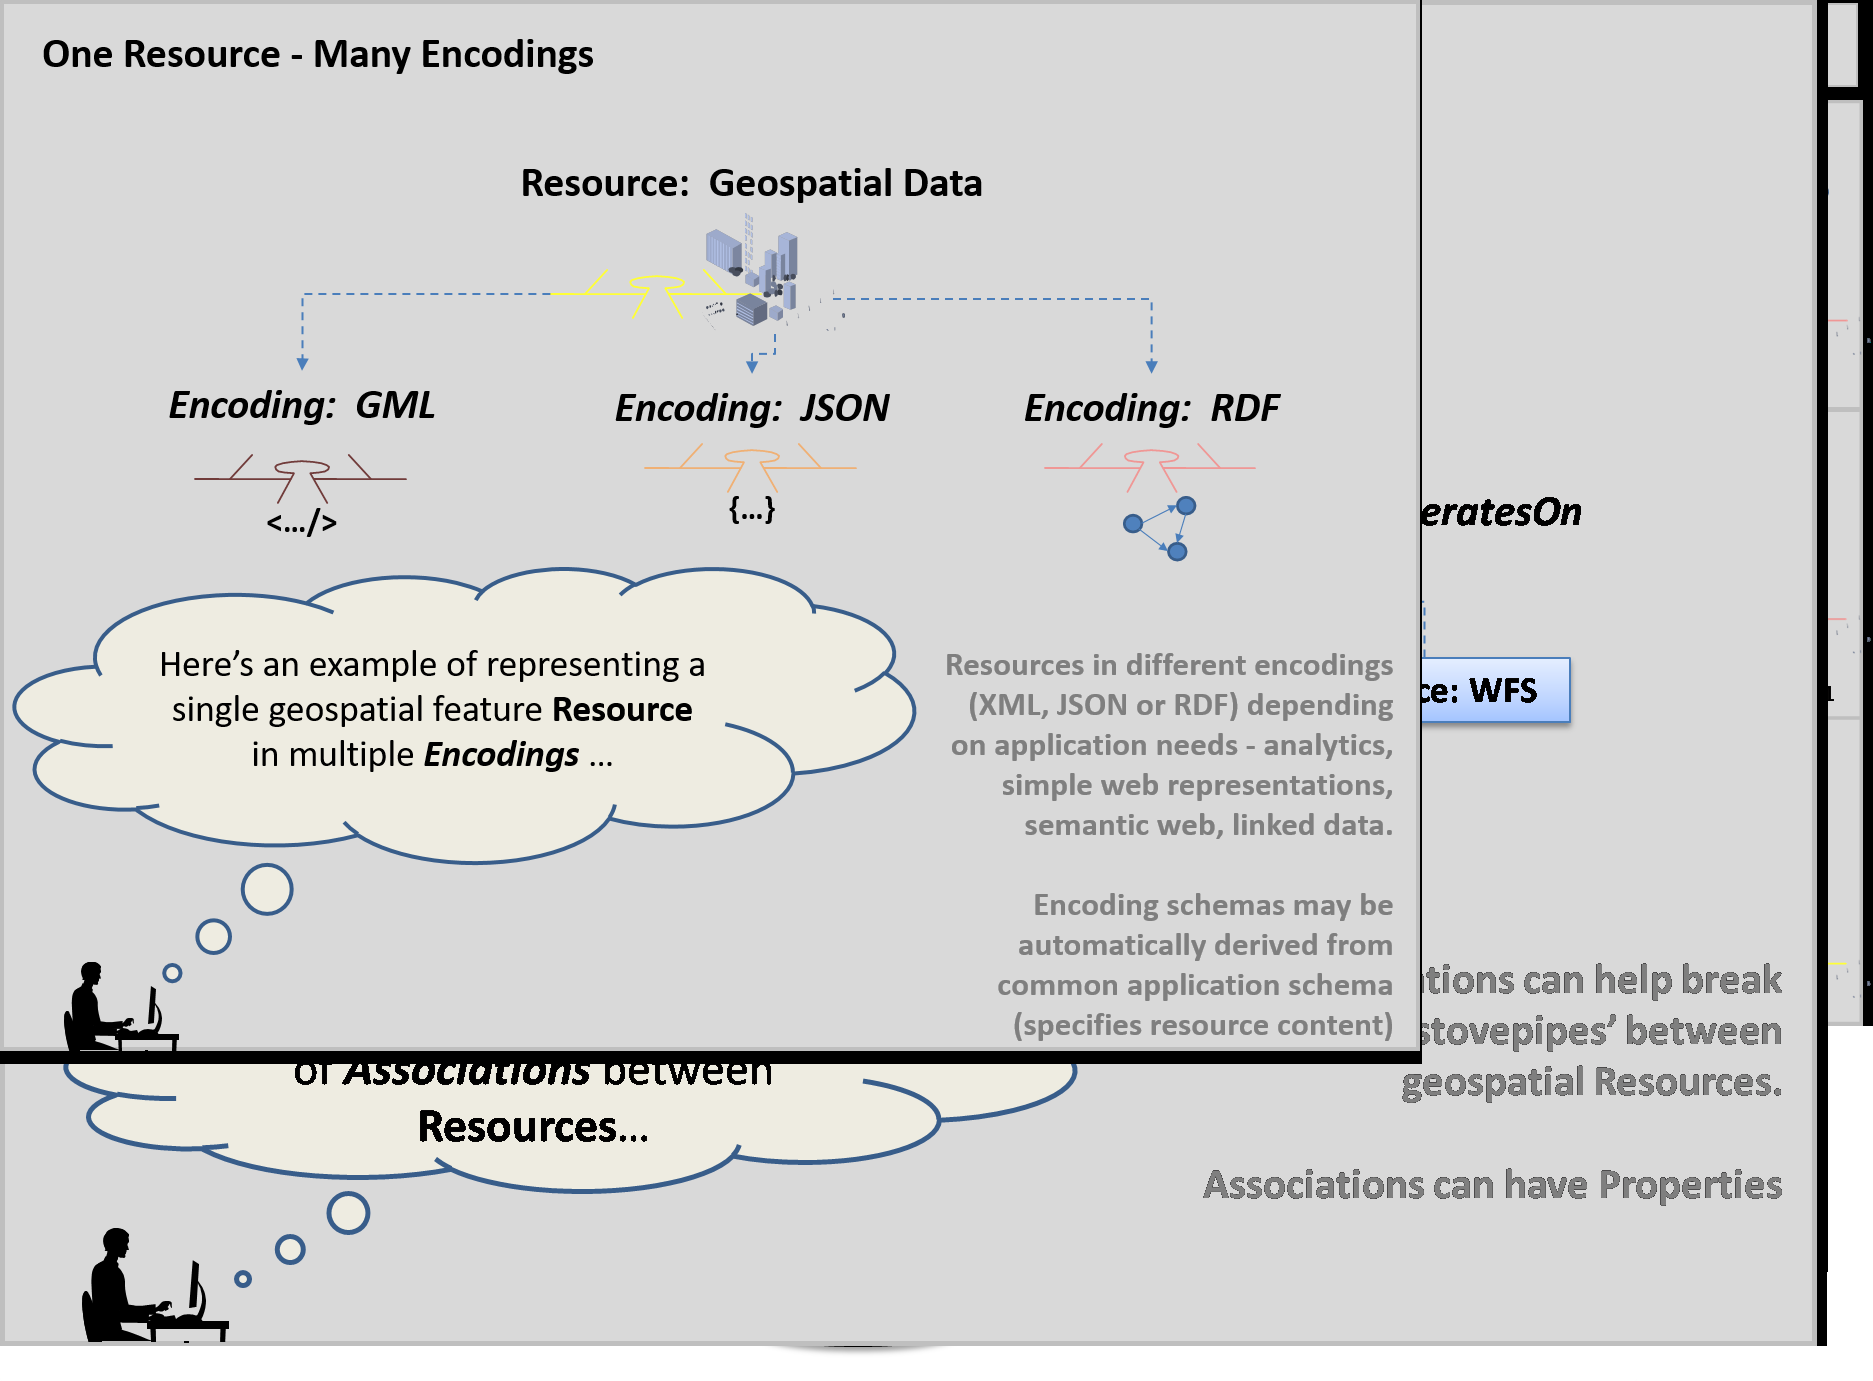 One Resource - Many Encodings
Resource: Geospatial Data
Encoding: GML
Encoding: JSON
Encoding: RDF
<.../>
{...}
eratesOn
Here's an example of representing a
single geospatial feature Resource
in multiple Encodings ...
Resources in different encodings
(XML, JSON or RDF) depending
on application needs - analytics,
simple web representations,
semantic web, linked data.
Encoding schemas may be
automatically derived from
common application schema
(specifies resource content)
ce: WFS
1
tions can help break
stovepipes’ between
geospatial Resources.
Associations can have Properties
of Associations between
Resources...